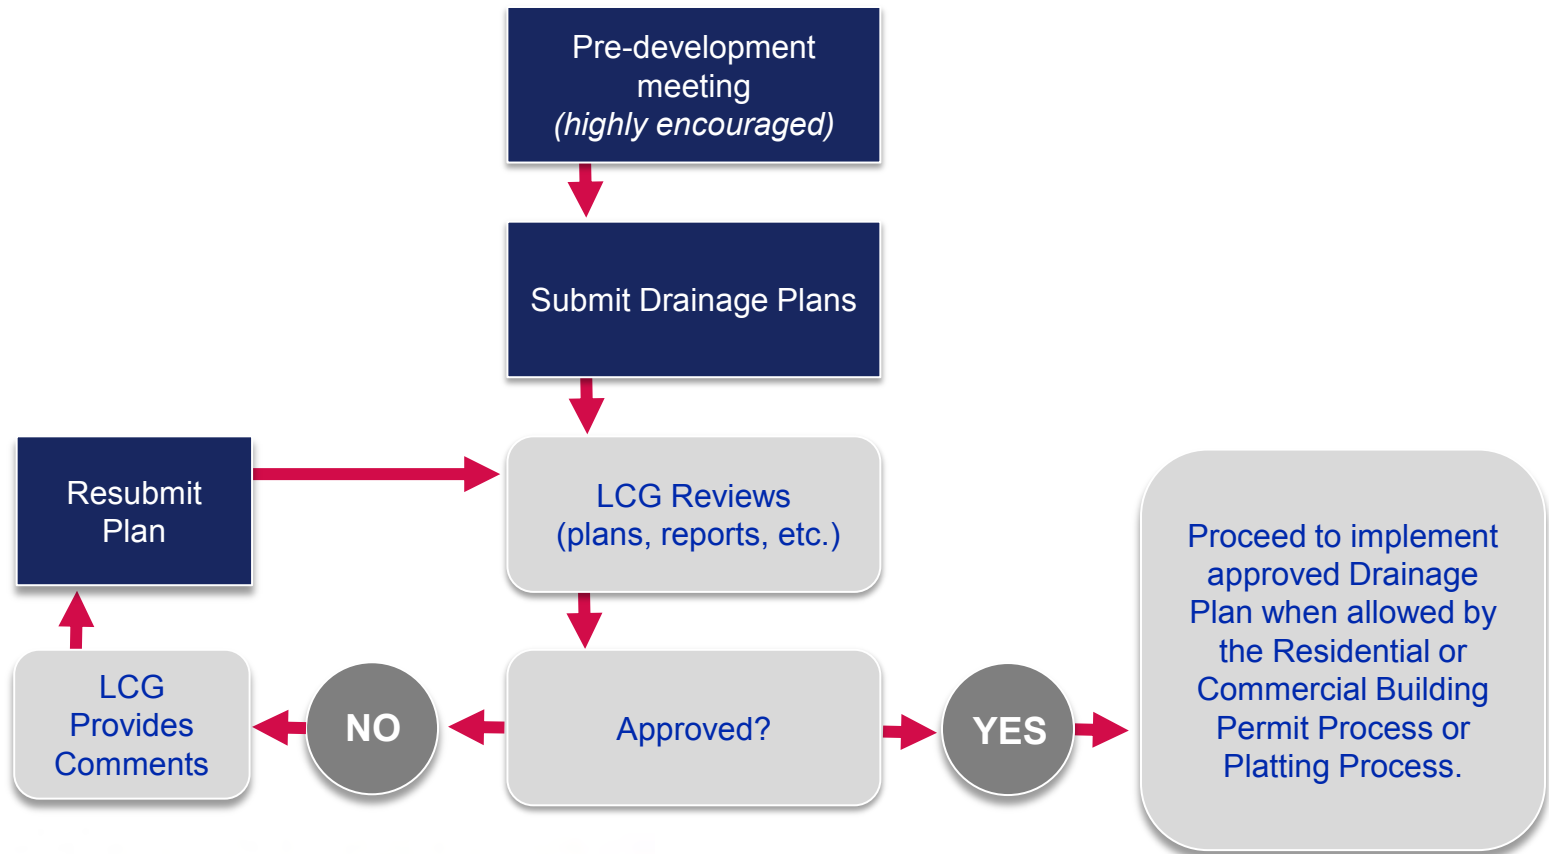 Pre-development
meeting
(highly encouraged)
Submit Drainage Plans
Resubmit
Plan
LCG Reviews
(plans, reports, etc.)
LCG
Provides
Comments
NO
Approved?
YES
Proceed to implement
approved Drainage
Plan when allowed by
the Residential or
Commercial Building
Permit Process or
Platting Process.